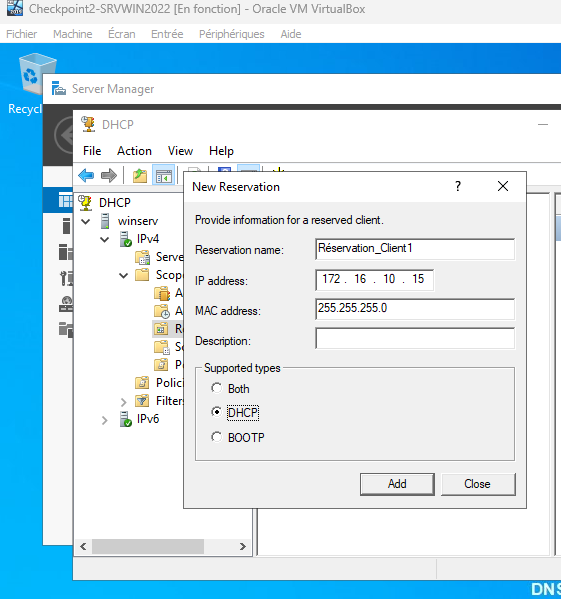 Checkpoint2-SRVWIN2022 [En fonction] - Oracle VM VirtualBox
Fichier Machine Écran Entrée Périphériques Aide
Recycl
Server Manager
DHCP
File Action View Help
New Reservation
? 
DHCP
winserv
IPv4
Serve
Scop
A
A
R
S
P
Polici
Filters
IPv6
Provide information for a reserved client.
Reservation name: Réservation_Client1
IP address: 172 . 16 . 10 . 15
MAC address: 255.255.255.0
Description:
Supported types
Both
DHCP
BOOTP
Add Close
DNS